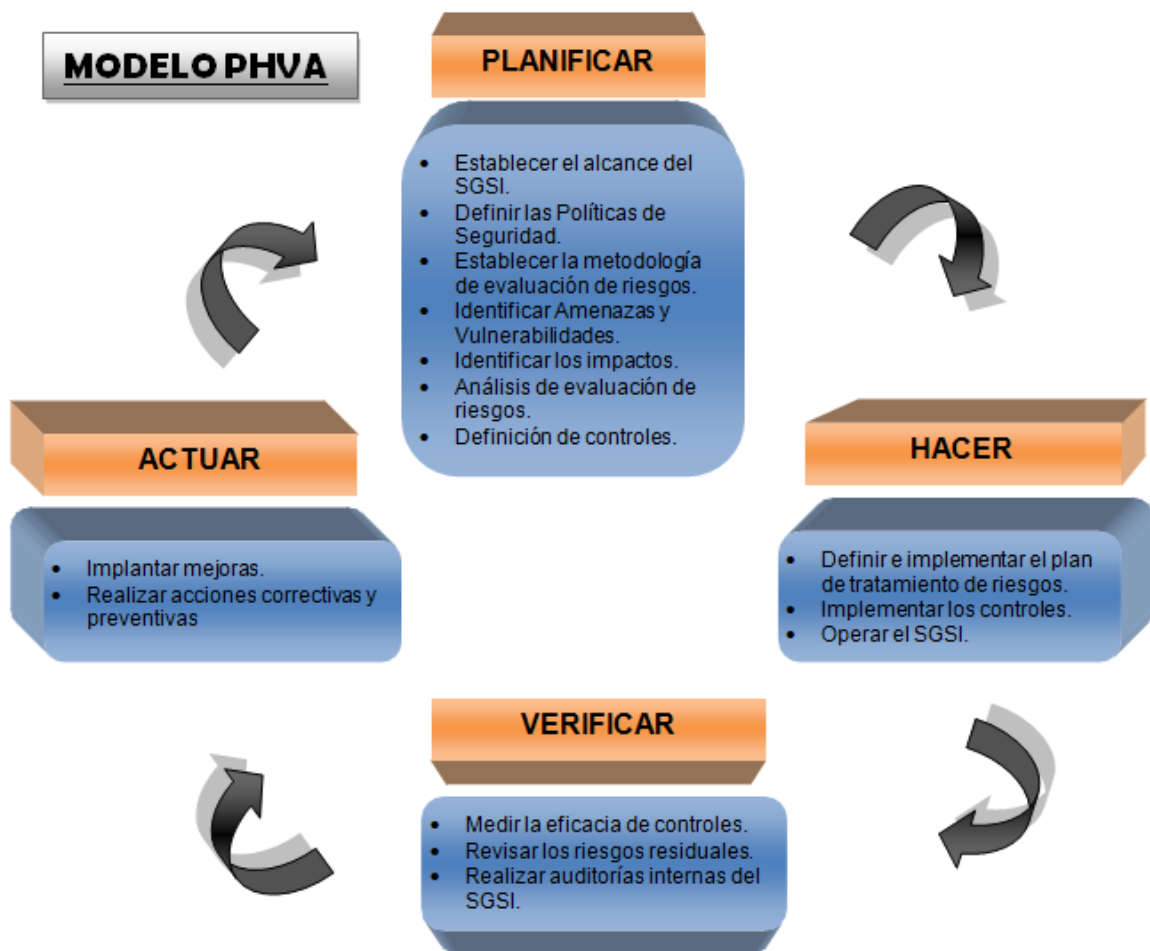 MODELO PHVA
PLANIFICAR
• Establecer el alcance del
SGSI.
• Definir las Políticas de
Seguridad.
• Establecer la metodología
de evaluación de riesgos.
• Identificar Amenazas y
Vulnerabilidades.
• Identificar los impactos.
• Análisis de evaluación de
riesgos.
• Definición de controles.
HACER
• Definir e implementar el plan
de tratamiento de riesgos.
• Implementar los controles.
• Operar el SGSI.
VERIFICAR
• Medir la eficacia de controles.
• Revisar los riesgos residuales.
• Realizar auditorías internas del
SGSI.
ACTUAR
• Implantar mejoras.
• Realizar acciones correctivas y
preventivas